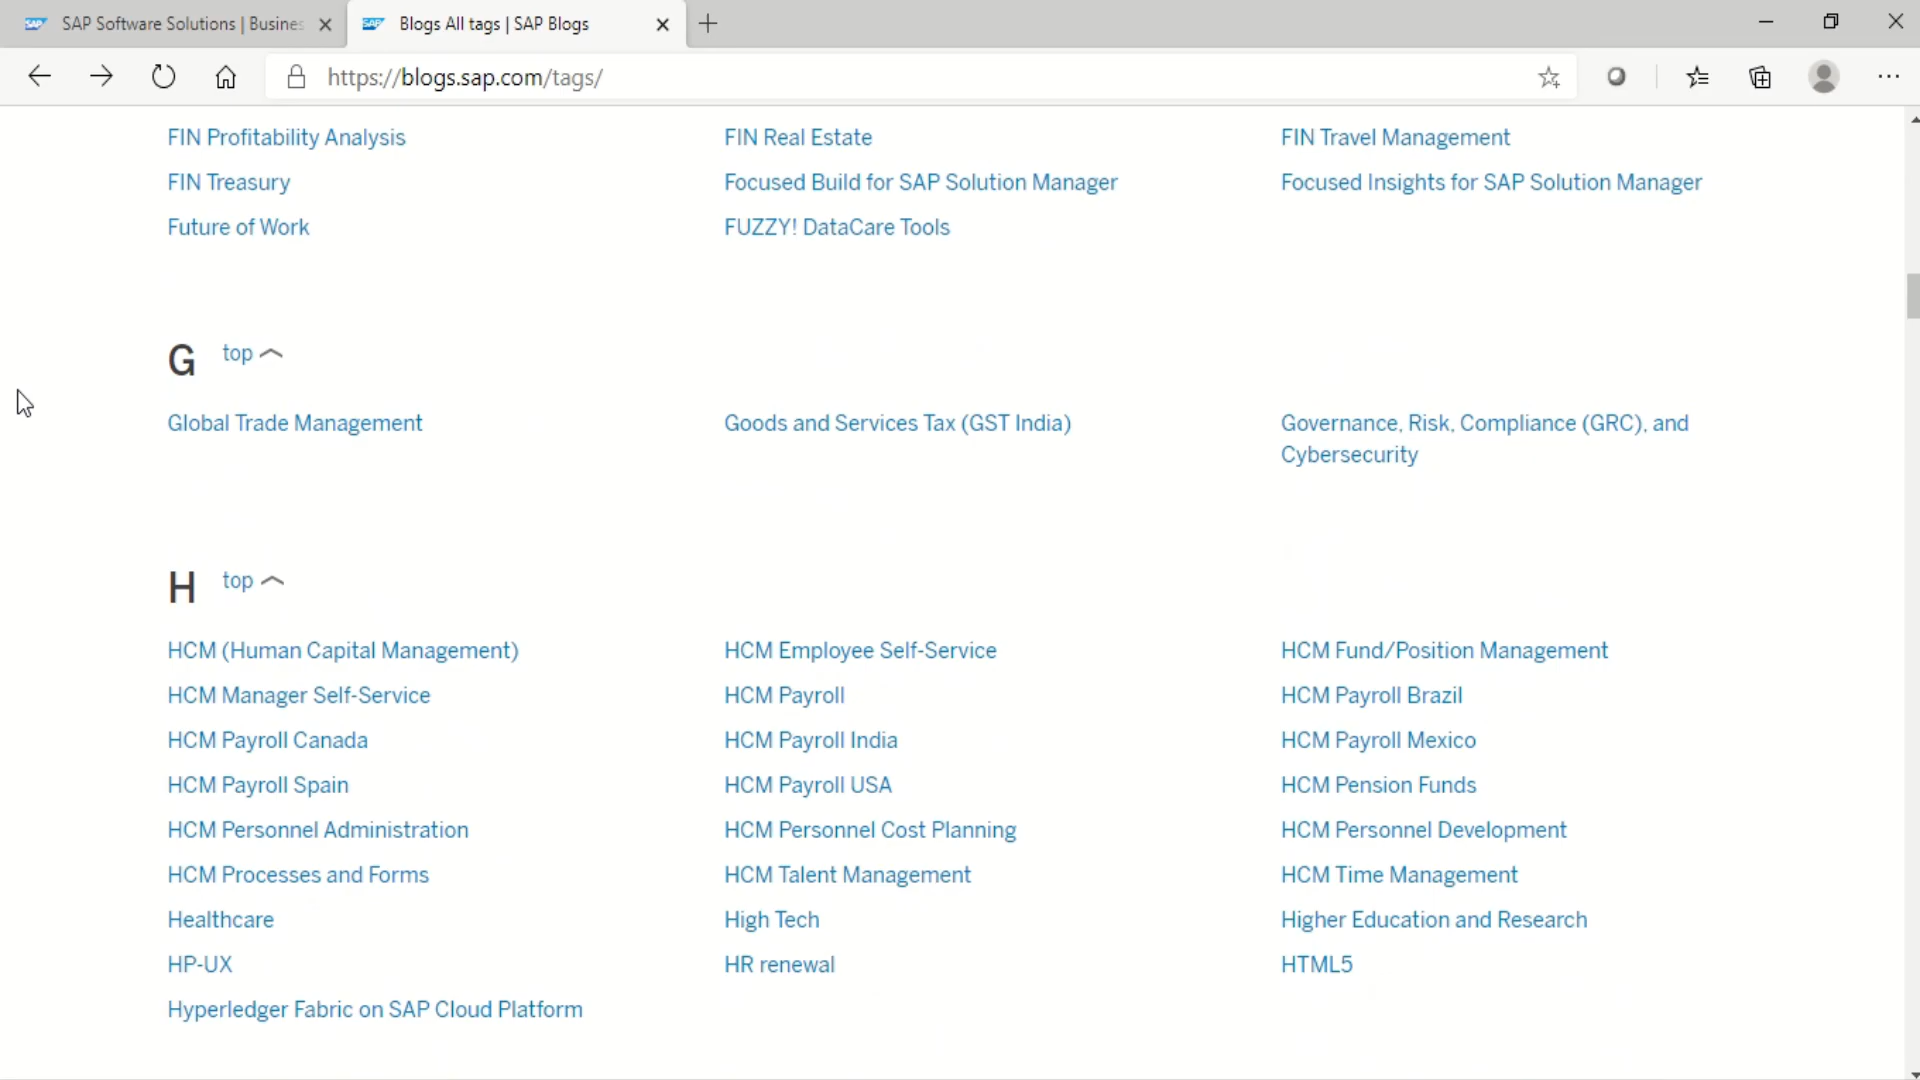 SAP SAP Software Solutions | Busines SAP Blogs All tags | SAP Blogs
https://blogs.sap.com/tags/
FIN Profitability Analysis FIN Real Estate FIN Travel Management
FIN Treasury Focused Build for SAP Solution Manager Focused Insights for SAP Solution Manager
Future of Work FUZZY! DataCare Tools
G top
Global Trade Management Goods and Services Tax (GST India) Governance, Risk, Compliance (GRC), and
Cybersecurity
H top
HCM (Human Capital Management) HCM Employee Self-Service HCM Fund/Position Management
HCM Manager Self-Service HCM Payroll HCM Payroll Brazil
HCM Payroll Canada HCM Payroll India HCM Payroll Mexico
HCM Payroll Spain HCM Payroll USA HCM Pension Funds
HCM Personnel Administration HCM Personnel Cost Planning HCM Personnel Development
HCM Processes and Forms HCM Talent Management HCM Time Management
Healthcare High Tech Higher Education and Research
HP-UX HR renewal HTML5
Hyperledger Fabric on SAP Cloud Platform